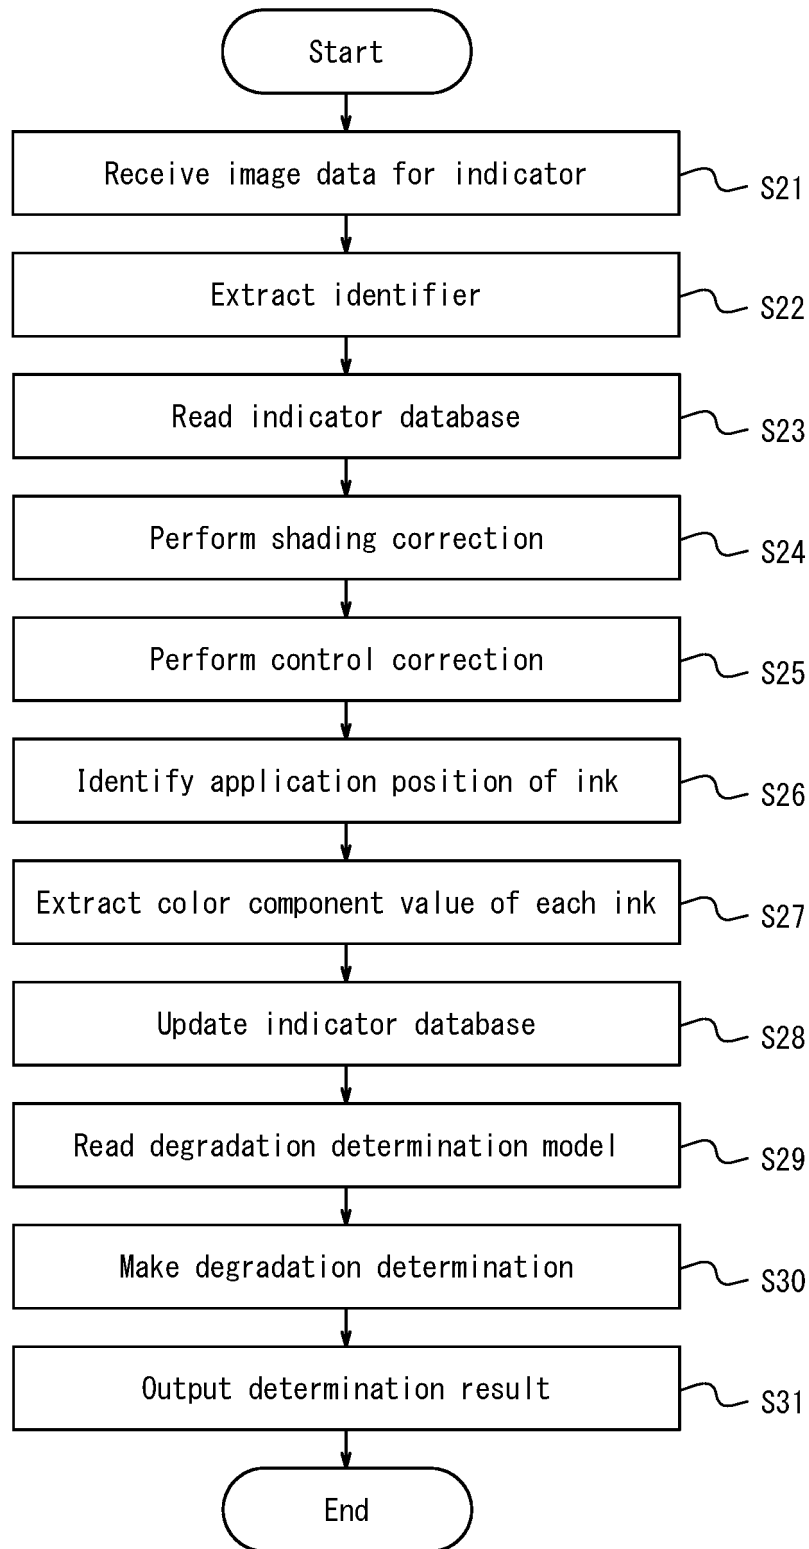 Start
Receive image data for indicator
S21
Extract identifier
S22
Read indicator database
S23
Perform shading correction
S24
Perform control correction
S25
Identify application position of ink
S26
Extract color component value of each ink
S27
Update indicator database
S28
Read degradation determination model
S29
Make degradation determination
S30
Output determination result
S31
End